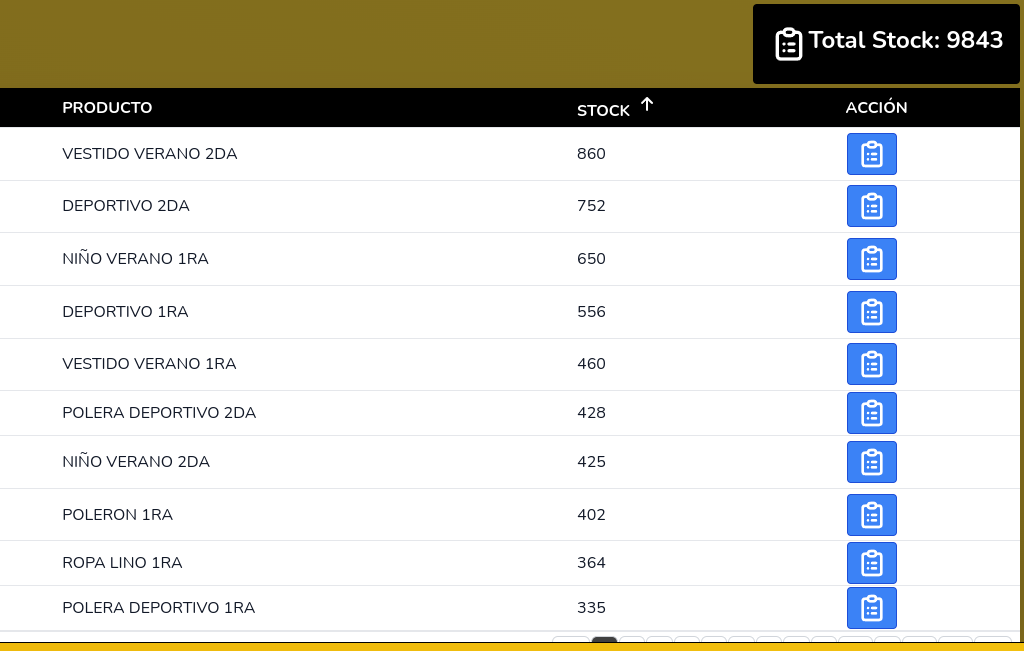 Total Stock: 9843
PRODUCTO STOCK ACCIÓN
VESTIDO VERANO 2DA 860
DEPORTIVO 2DA 752
NIÑO VERANO 1RA 650
DEPORTIVO 1RA 556
VESTIDO VERANO 1RA 460
POLERA DEPORTIVO 2DA 428
NIÑO VERANO 2DA 425
POLERON 1RA 402
ROPA LINO 1RA 364
POLERA DEPORTIVO 1RA 335